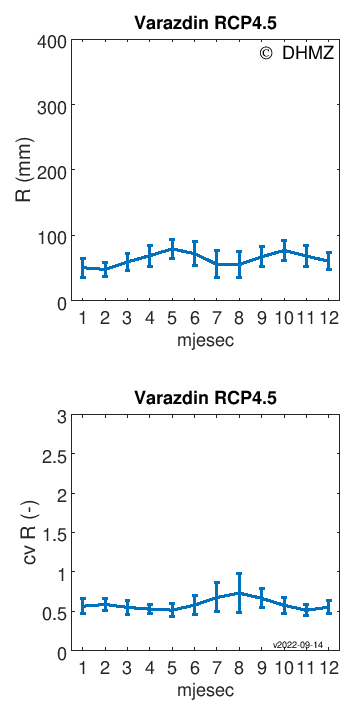 Varazdin RCP4.5
© DHMZ
400
300
200
100
0
R (mm)
1 2 3 4 5 6 7 8 9 10 11 12
mjesec
Varazdin RCP4.5
3
2.5
2
1.5
1
0.5
0
cv R (-)
v2022-09-14
1 2 3 4 5 6 7 8 9 10 11 12
mjesec